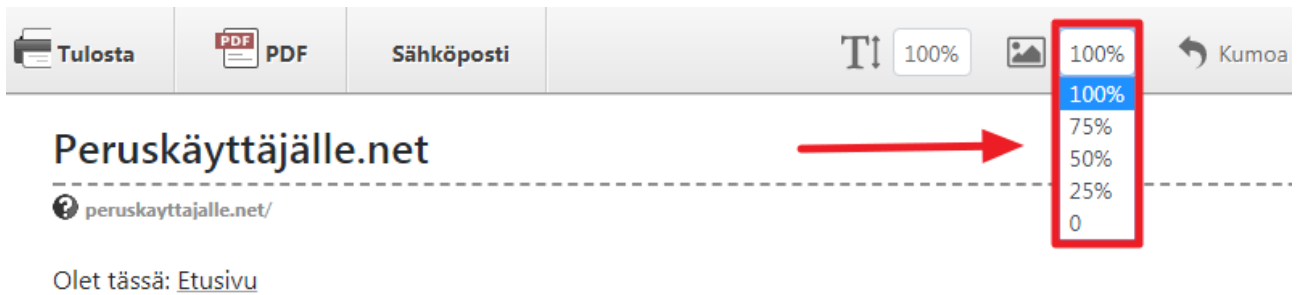 Tulosta PDF PDF Sähköposti 100% 100% Kumoa
100%
75%
50%
25%
0
Peruskäyttäjälle.net
peruskayttajalle.net/
Olet tässä: Etusivu